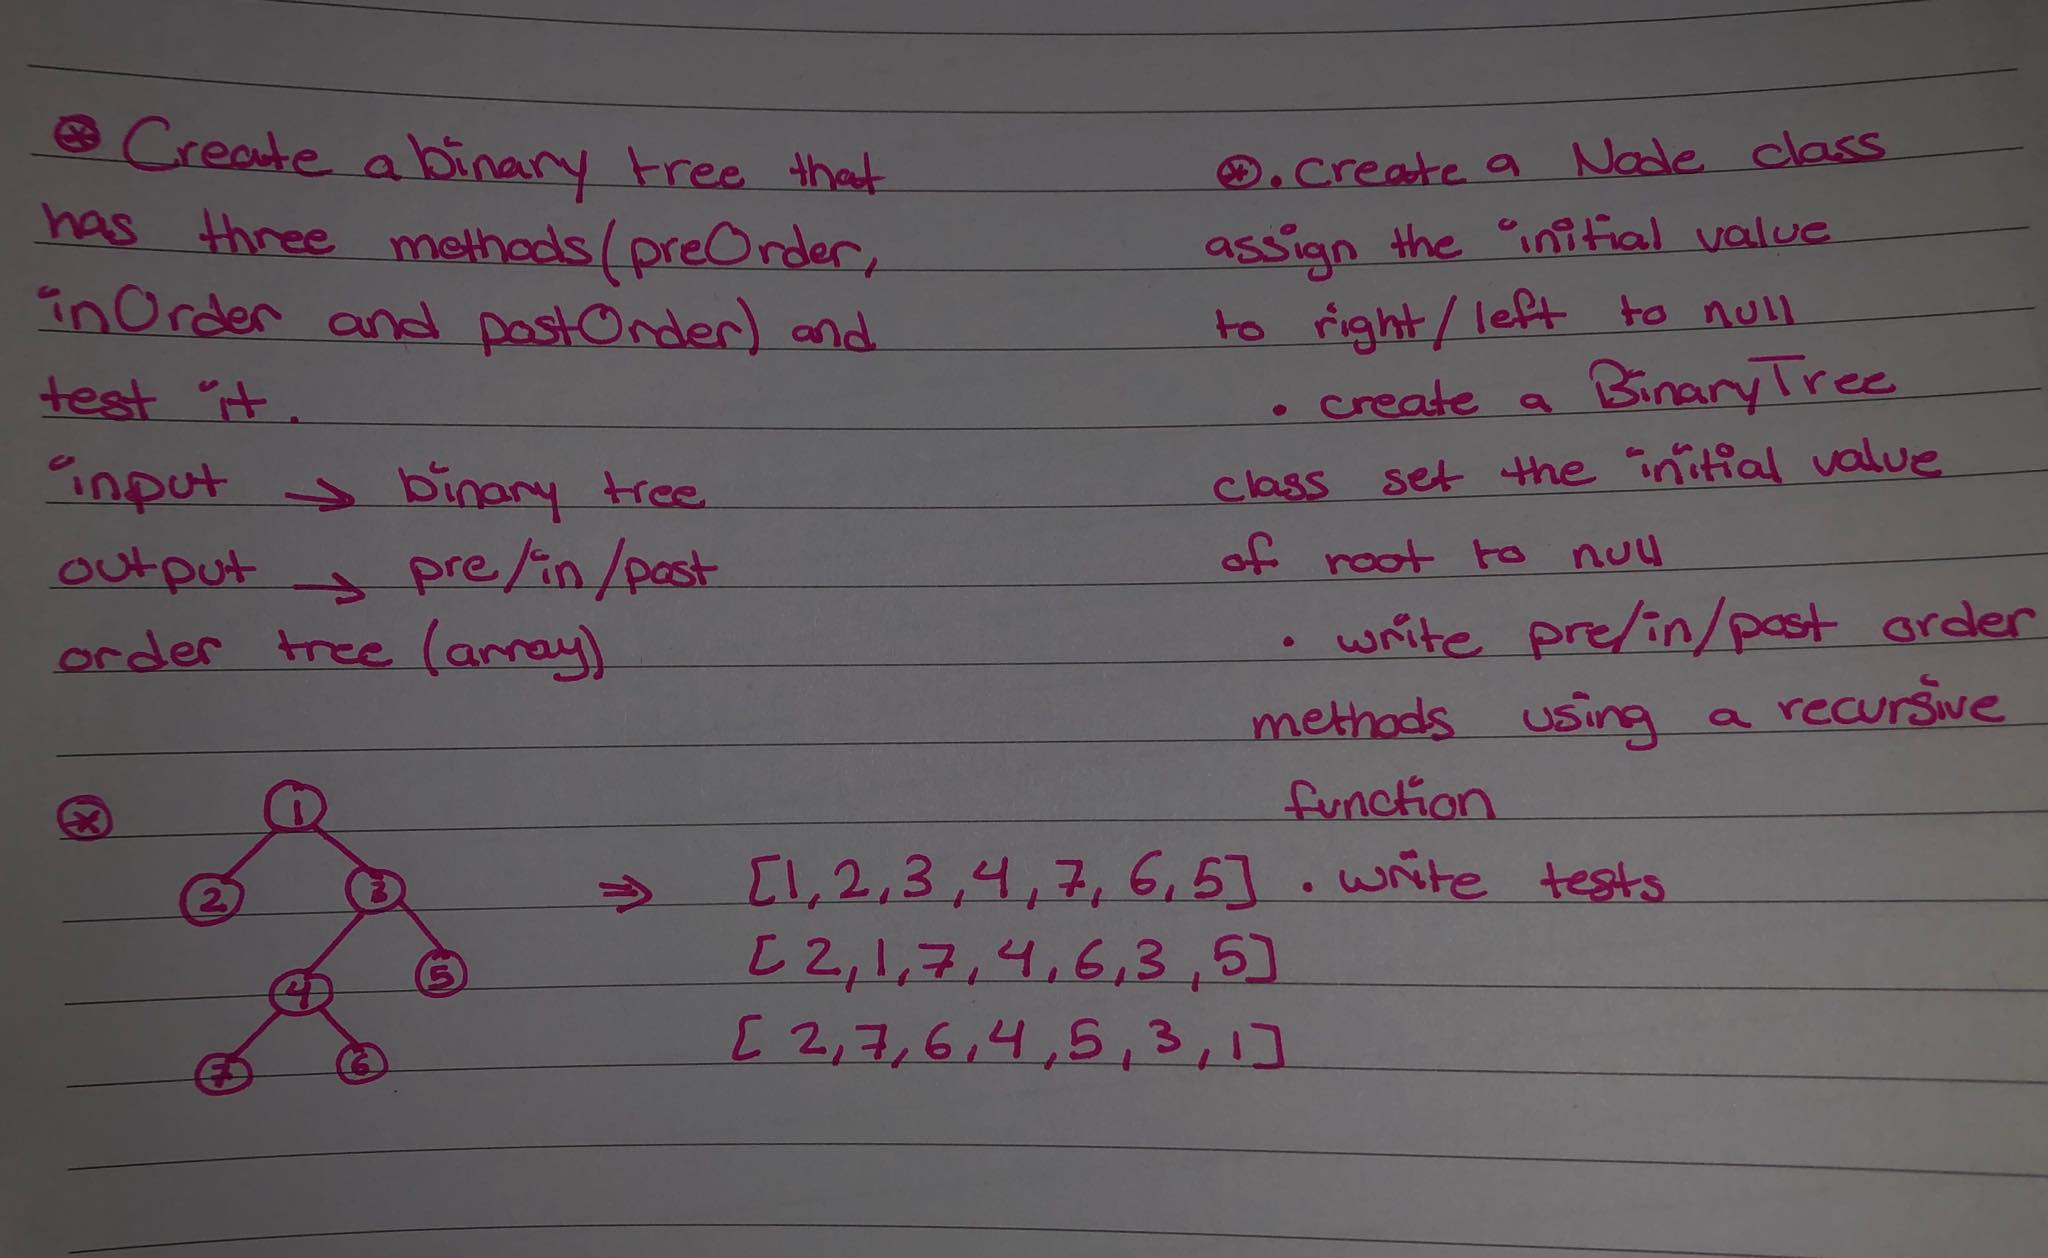 ⊛ Create a binary tree that
has three methods (preOrder,
inOrder and postOrder) and
test it.
input → binary tree
output → pre/in/post
order tree (array)
⊛
1
2
3
4
5
7
6
⇒ [1, 2, 3, 4, 7, 6, 5]
[2, 1, 7, 4, 6, 3, 5]
[2, 7, 6, 4, 5, 3, 1]
⊛ . create a Node class
assign the initial value
to right/left to null
. create a BinaryTree
class set the initial value
of root to null
. write pre/in/post order
methods using a recursive
function
. write tests